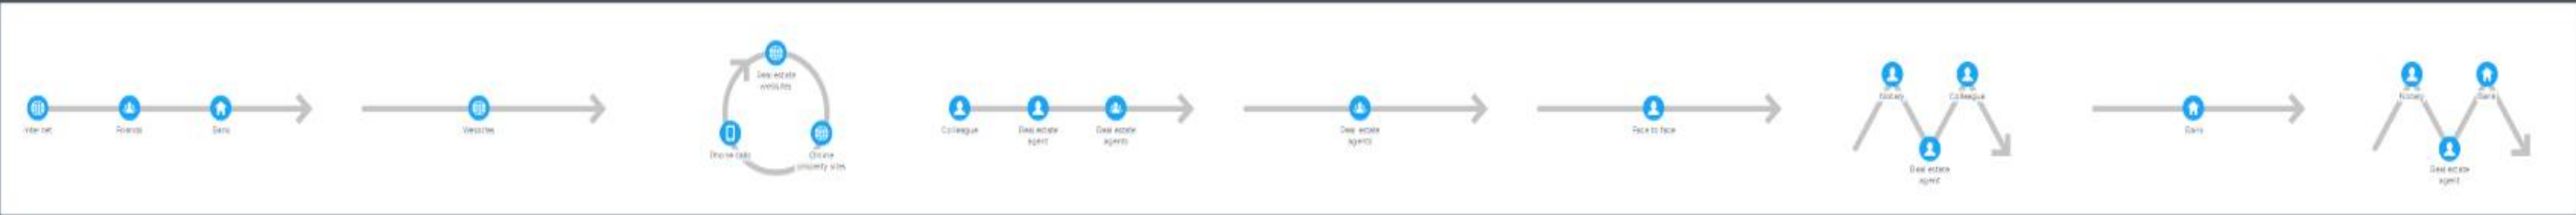 Internet
Friends
Bank
Websites
Real estate
websites
Phone calls
Online
property sites
Colleague
Real estate
agent
Real estate
agents
Real estate
agents
Face to face
Notary
Colleague
Real estate
agent
Bank
Notary
Bank
Real estate
agent